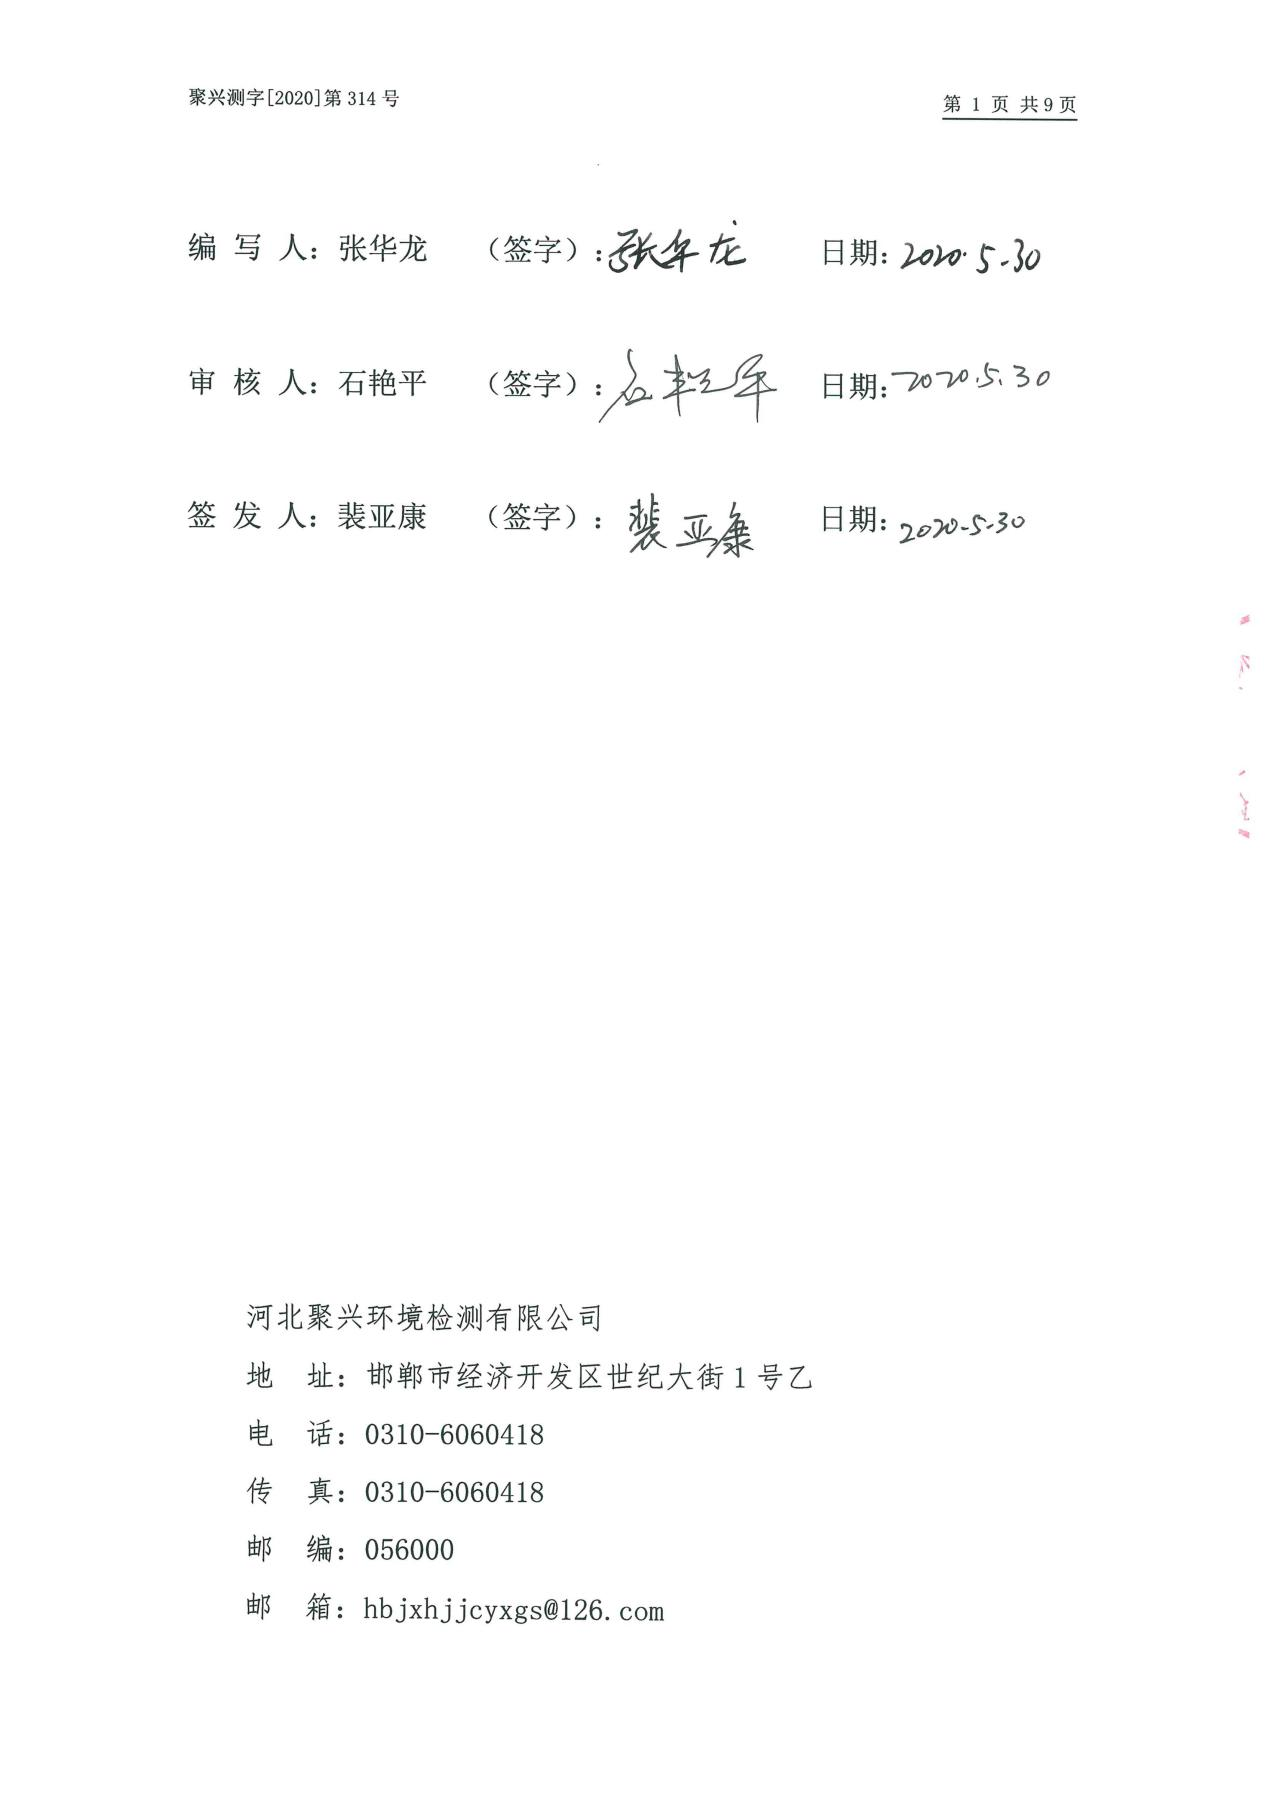 聚兴测字[2020]第 314 号
第 1 页 共9页
编 写 人：张华龙 （签字）：张华龙 日期：2020.5.30
审 核 人：石艳平 （签字）：石艳平 日期：2020.5.30
签 发 人：裴亚康 （签字）：裴亚康 日期：2020.5.30
河北聚兴环境检测有限公司
地 址：邯郸市经济开发区世纪大街 1 号乙
电 话：0310-6060418
传 真：0310-6060418
邮 编：056000
邮 箱：hbjxhjjcyxgs@126.com